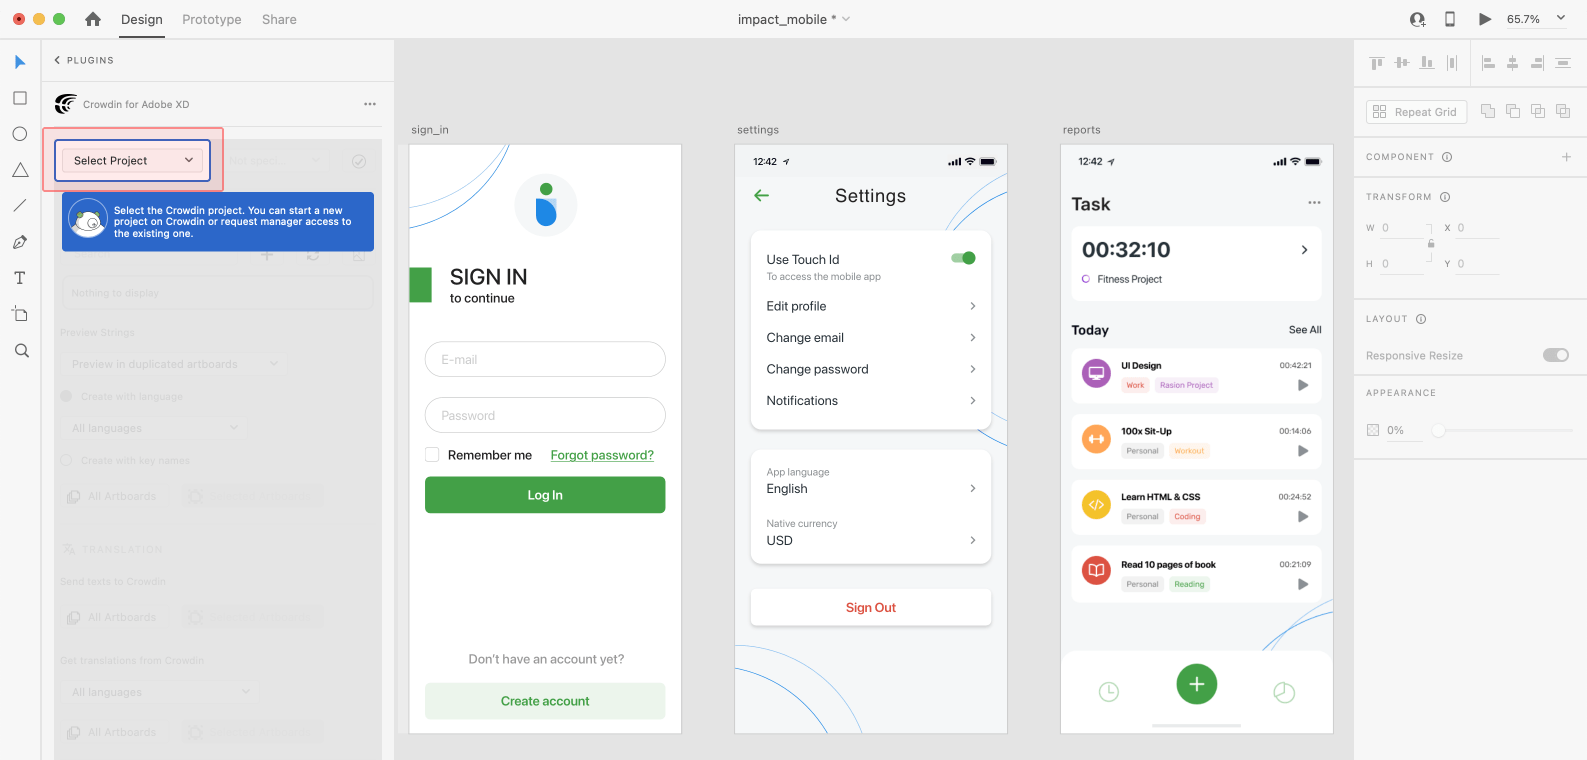 Design
Prototype
Share
impact_mobile *
65.7%
PLUGINS
Crowdin for Adobe XD
Select Project
Select the Crowdin project. You can start a new
project on Crowdin or request manager access to
the existing one.
Nothing to display
Preview Strings
Preview in duplicated artboards
Create with language
All languages
Create with key names
All Artboards
TRANSLATION
Send texts to Crowdin
All Artboards
Get translations from Crowdin
All languages
All Artboards
sign_in
SIGN IN
to continue
E-mail
Password
Remember me
Forgot password?
Log In
Don't have an account yet?
Create account
settings
12:42
Settings
Use Touch Id
To access the mobile app
Edit profile
Change email
Change password
Notifications
App language
English
Native currency
USD
Sign Out
reports
12:42
Task
00:32:10
Fitness Project
Today
See All
UI Design
00:42:21
Work
Rasion Project
100x Sit-Up
00:14:06
Personal
Workout
Learn HTML & CSS
00:24:52
Personal
Coding
Read 10 pages of book
00:21:09
Personal
Reading
Repeat Grid
COMPONENT
TRANSFORM
W 0
X 0
H 0
Y 0
LAYOUT
Responsive Resize
APPEARANCE
0%